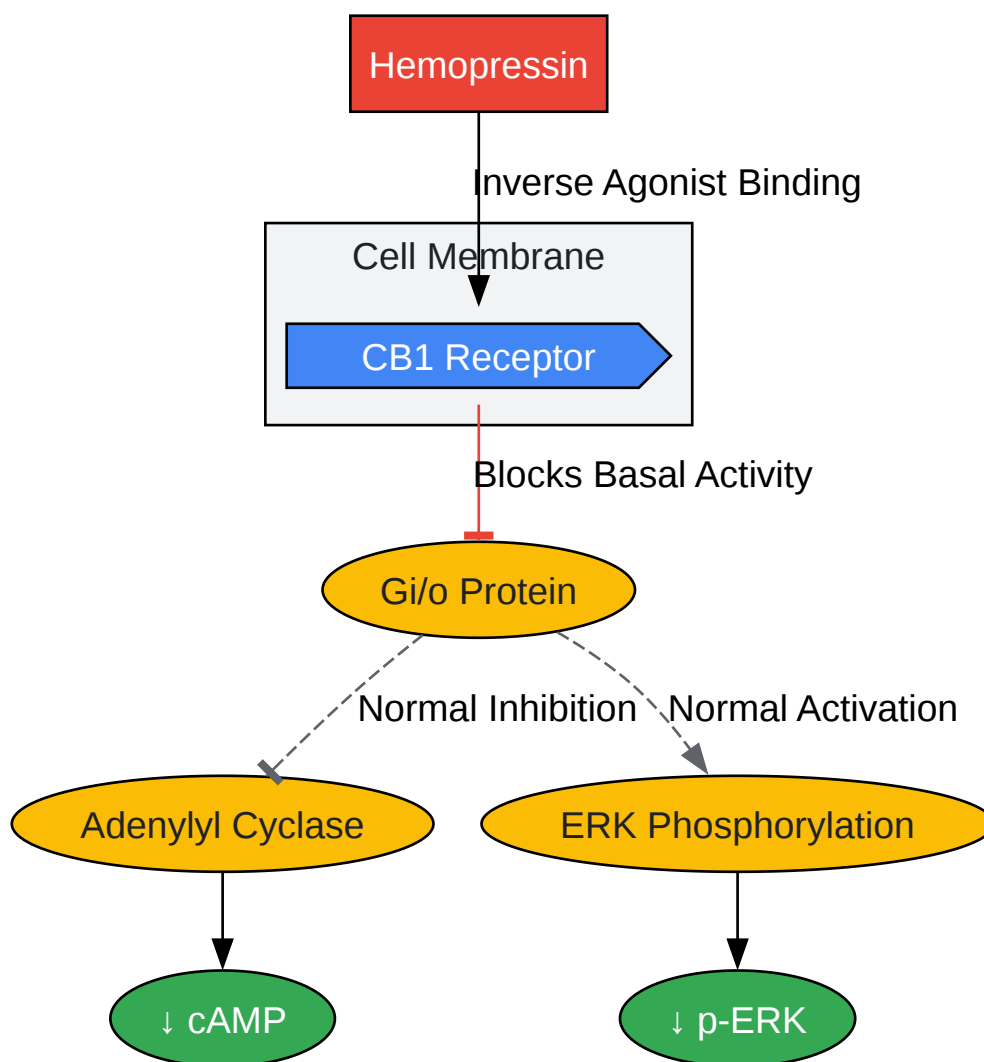 Hemopressin
Inverse Agonist Binding
Cell Membrane
CB1 Receptor
Blocks Basal Activity
Gi/o Protein
Normal Inhibition
Normal Activation
Adenylyl Cyclase
ERK Phosphorylation
↓ cAMP
↓ p-ERK